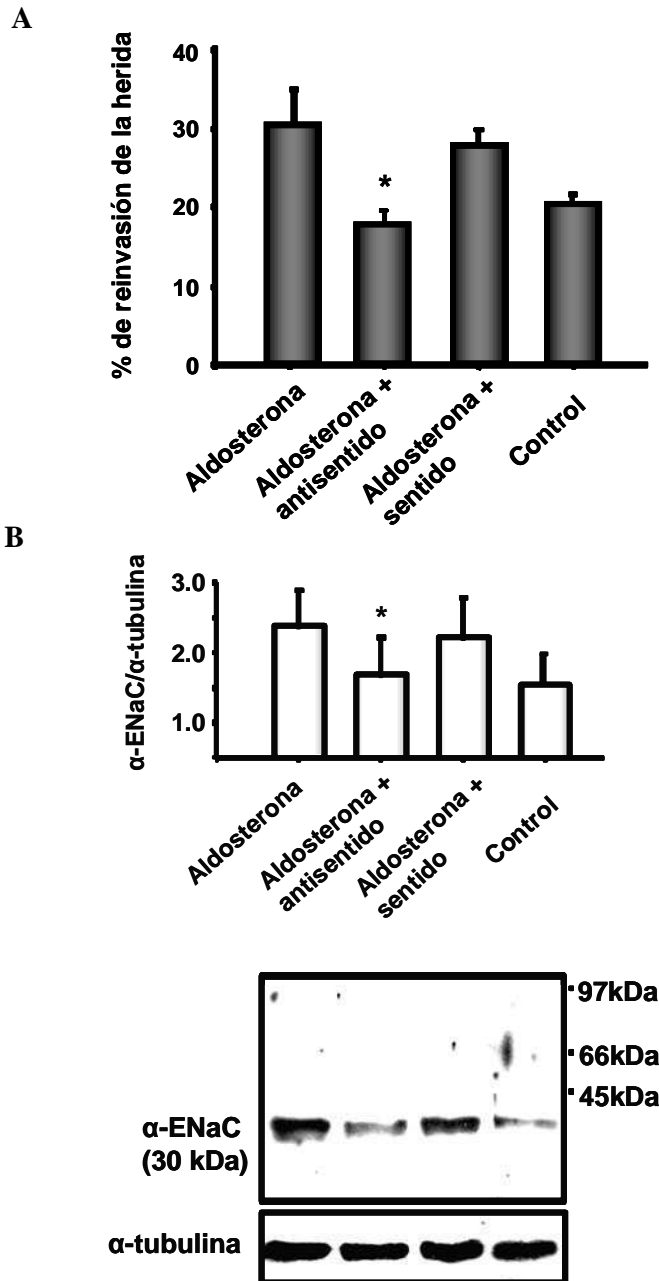 A
% de reinvasión de la herida
40
30
20
10
0
*
Aldosterona
Aldosterona +
antisentido
Aldosterona +
sentido
Control
B
α-ENaC/α-tubulina
3.0
2.0
1.0
*
Aldosterona
Aldosterona +
antisentido
Aldosterona +
sentido
Control
97kDa
66kDa
45kDa
α-ENaC
(30 kDa)
α-tubulina